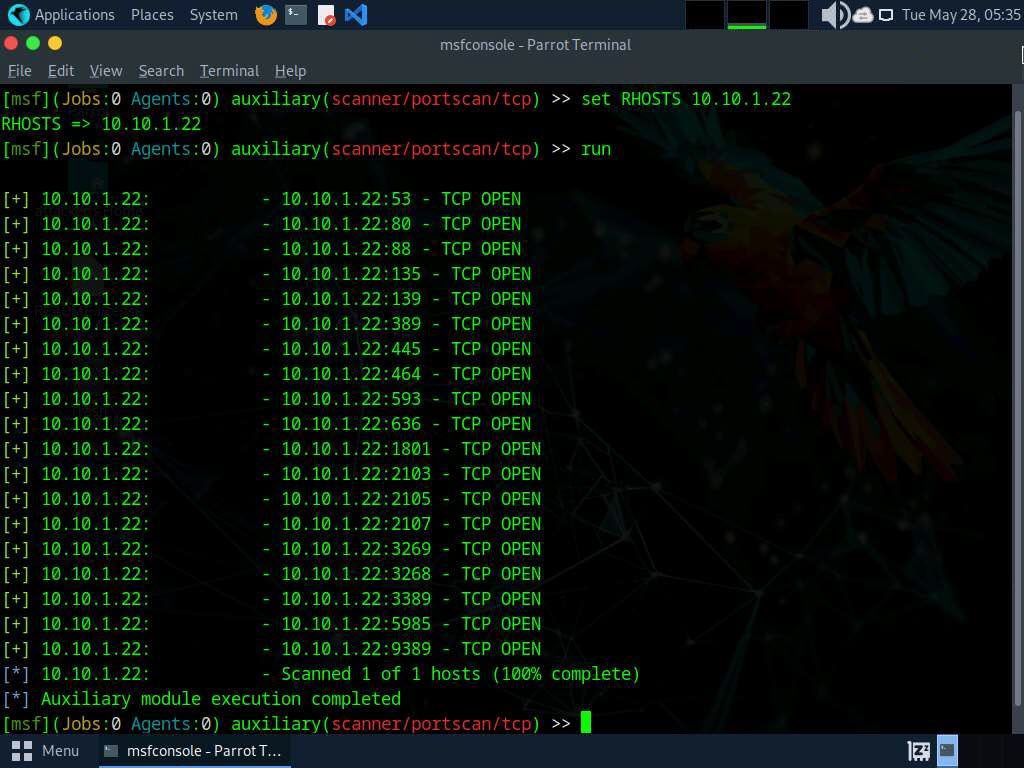 Applications Places System Tue May 28, 05:35
msfconsole - Parrot Terminal
File Edit View Search Terminal Help
[msf](Jobs:0 Agents:0) auxiliary(scanner/portscan/tcp) >> set RHOSTS 10.10.1.22
RHOSTS => 10.10.1.22
[msf](Jobs:0 Agents:0) auxiliary(scanner/portscan/tcp) >> run
[+] 10.10.1.22: - 10.10.1.22:53 - TCP OPEN
[+] 10.10.1.22: - 10.10.1.22:80 - TCP OPEN
[+] 10.10.1.22: - 10.10.1.22:88 - TCP OPEN
[+] 10.10.1.22: - 10.10.1.22:135 - TCP OPEN
[+] 10.10.1.22: - 10.10.1.22:139 - TCP OPEN
[+] 10.10.1.22: - 10.10.1.22:389 - TCP OPEN
[+] 10.10.1.22: - 10.10.1.22:445 - TCP OPEN
[+] 10.10.1.22: - 10.10.1.22:464 - TCP OPEN
[+] 10.10.1.22: - 10.10.1.22:593 - TCP OPEN
[+] 10.10.1.22: - 10.10.1.22:636 - TCP OPEN
[+] 10.10.1.22: - 10.10.1.22:1801 - TCP OPEN
[+] 10.10.1.22: - 10.10.1.22:2103 - TCP OPEN
[+] 10.10.1.22: - 10.10.1.22:2105 - TCP OPEN
[+] 10.10.1.22: - 10.10.1.22:2107 - TCP OPEN
[+] 10.10.1.22: - 10.10.1.22:3269 - TCP OPEN
[+] 10.10.1.22: - 10.10.1.22:3268 - TCP OPEN
[+] 10.10.1.22: - 10.10.1.22:3389 - TCP OPEN
[+] 10.10.1.22: - 10.10.1.22:5985 - TCP OPEN
[+] 10.10.1.22: - 10.10.1.22:9389 - TCP OPEN
[*] 10.10.1.22: - Scanned 1 of 1 hosts (100% complete)
[*] Auxiliary module execution completed
[msf](Jobs:0 Agents:0) auxiliary(scanner/portscan/tcp) >>
Menu msfconsole - Parrot T...